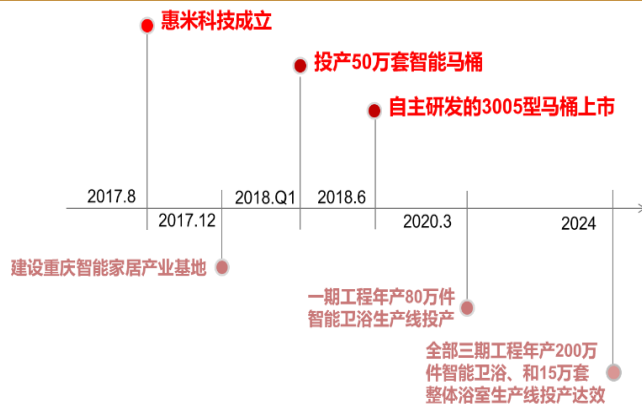 惠米科技成立
投产50万套智能马桶
自主研发的3005型马桶上市
2017.8
2018.Q1
2018.6
2017.12
2020.3
2024
建设重庆智能家居产业基地
一期工程年产80万件
智能卫浴生产线投产
全部三期工程年产200万
件智能卫浴、和15万套
整体浴室生产线投产达效